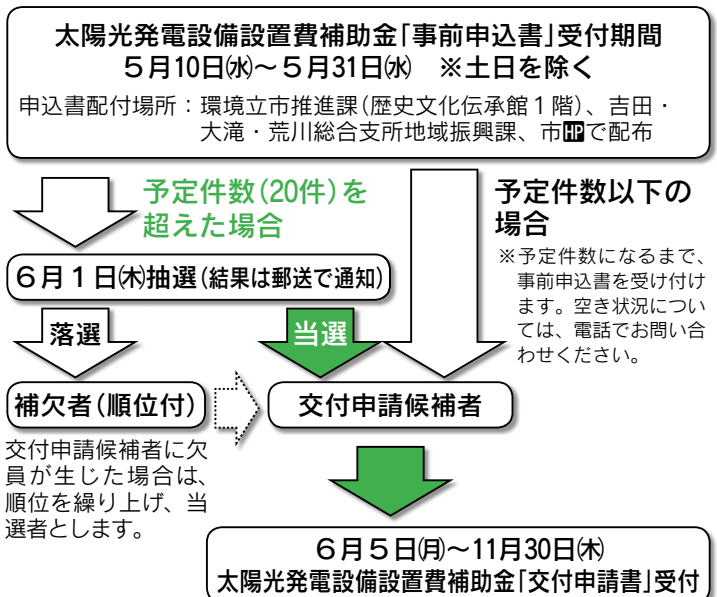 太陽光発電設備設置費補助金「事前申込書」受付期間
５月10日㈬～５月31日㈬　※土日を除く
申込書配付場所：環境立市推進課(歴史文化伝承館１階)、吉田・
大滝・荒川総合支所地域振興課、市HPで配布
予定件数(20件)を
超えた場合
予定件数以下の
場合
※予定件数になるまで、
事前申込書を受け付け
ます。空き状況につい
ては、電話でお問い合
わせください。
６月１日㈭抽選(結果は郵送で通知)
落選
当選
補欠者(順位付)
交付申請候補者
交付申請候補者に欠
員が生じた場合は、
順位を繰り上げ、当
選者とします。
６月５日㈪～11月30日㈭
太陽光発電設備設置費補助金「交付申請書」受付